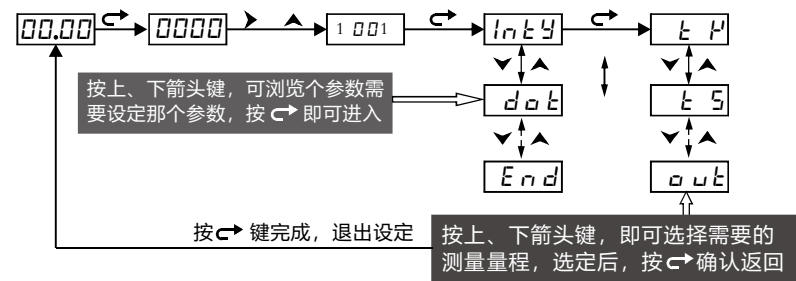 00.00
0000
1 001
IntY
t K
按上、下箭头键，可浏览个参数需
要设定那个参数，按 即可进入
dot
t S
End
out
按 键完成，退出设定
按上、下箭头键，即可选择需要的
测量量程，选定后，按 确认返回